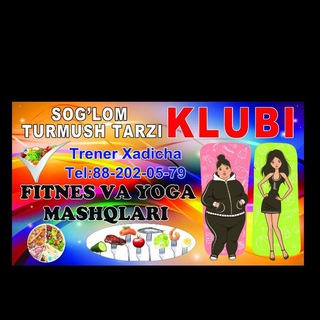 SOG'LOM
TURMUSH TARZI KLUBI
Trener Xadicha
Tel:88-202-05-79
FITNES VA YOGA
MASHQLARI